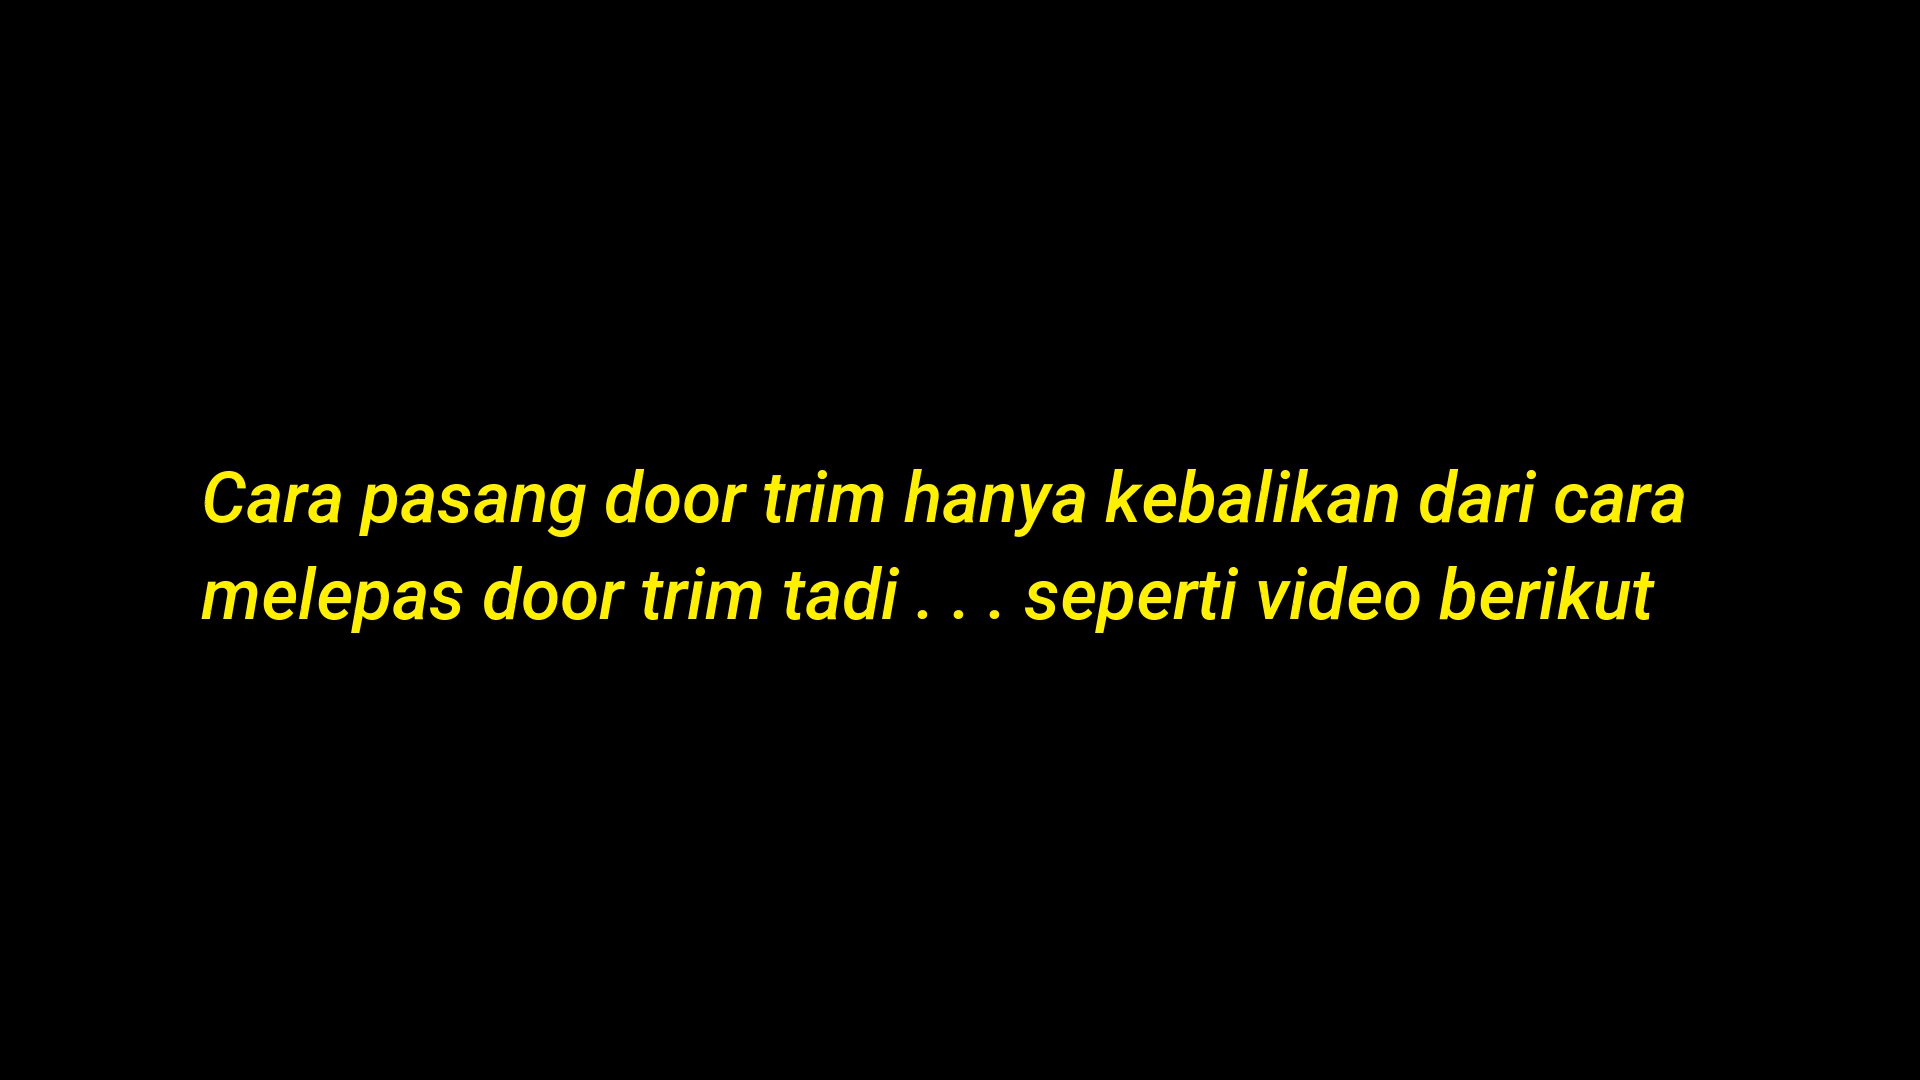 Cara pasang door trim hanya kebalikan dari cara
melepas door trim tadi . . . seperti video berikut